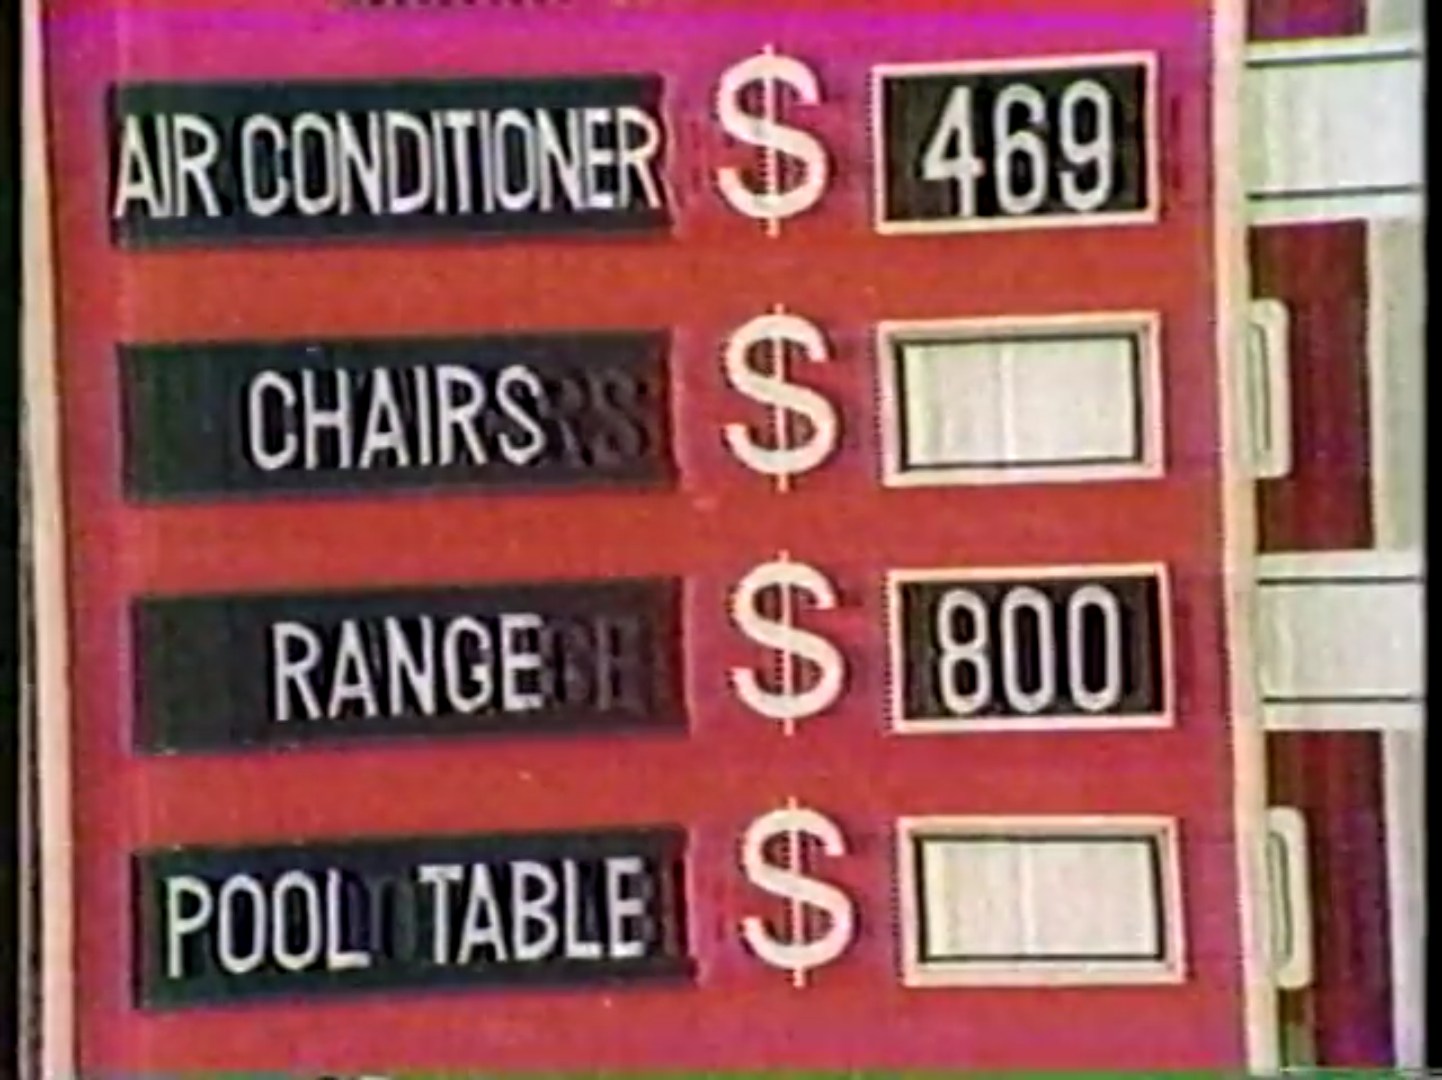 AIR CONDITIONER $ 469
CHAIRS $
RANGE $ 800
POOL TABLE $